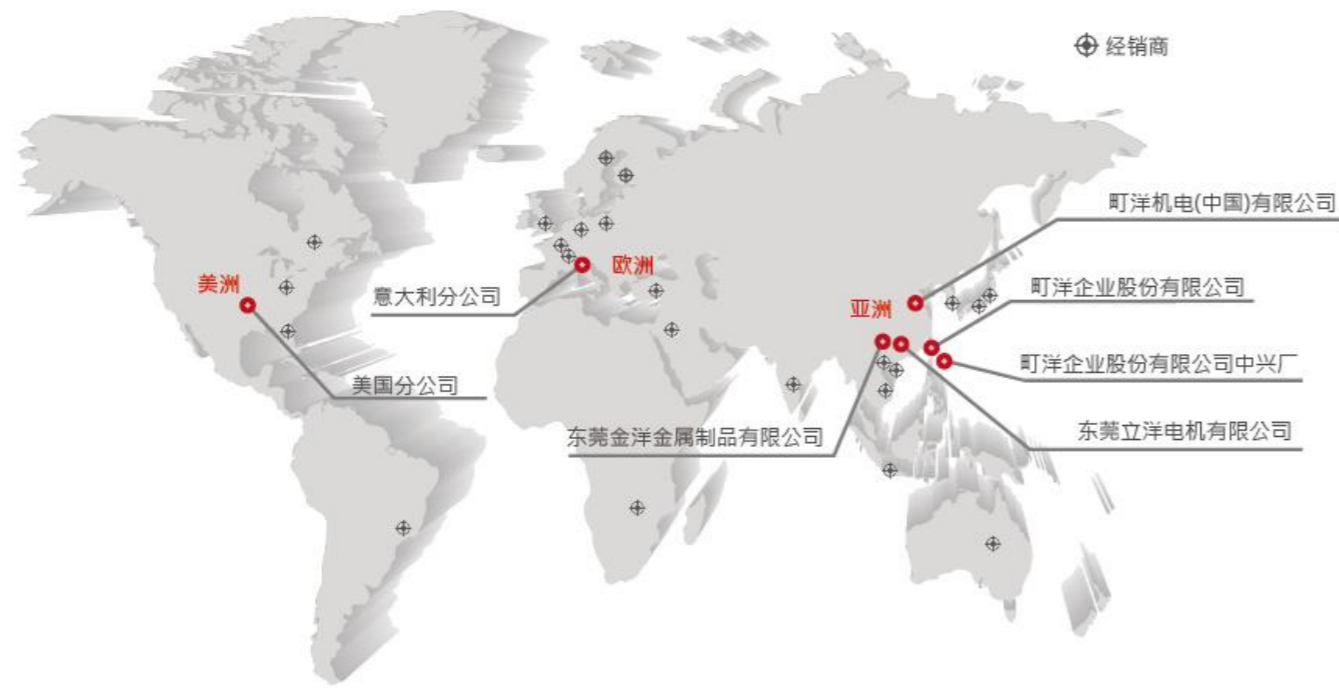 经销商
町洋机电(中国)有限公司
欧洲
美洲
町洋企业股份有限公司
意大利分公司
亚洲
町洋企业股份有限公司中兴厂
美国分公司
东莞立洋电机有限公司
东莞金洋金属制品有限公司